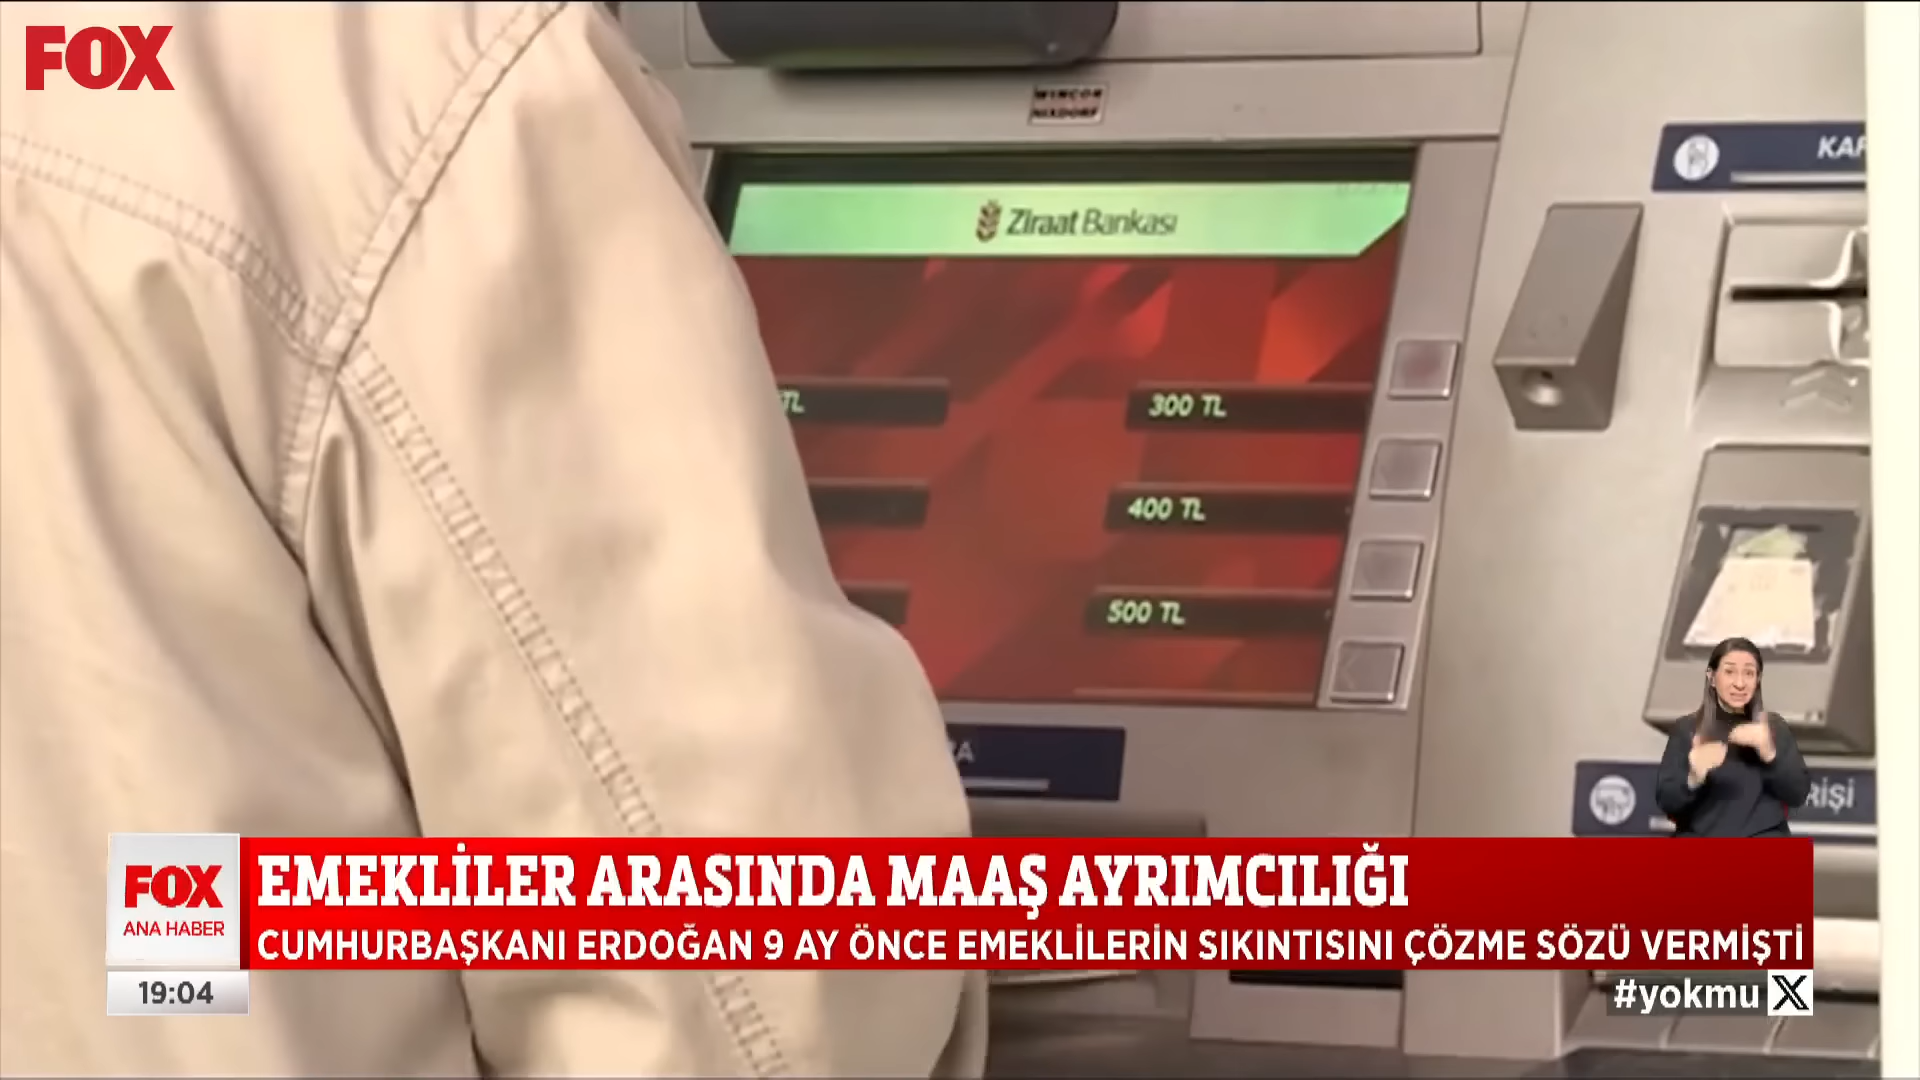 FOX
WINCOR
NIXDORF
Ziraat Bankası
TL
300 TL
400 TL
500 TL
FOX
ANA HABER
EMEKLİLER ARASINDA MAAŞ AYRIMCILIĞI
CUMHURBAŞKANI ERDOĞAN 9 AY ÖNCE EMEKLİLERİN SIKINTISINI ÇÖZME SÖZÜ VERMİŞTİ
19:04
#yokmu X